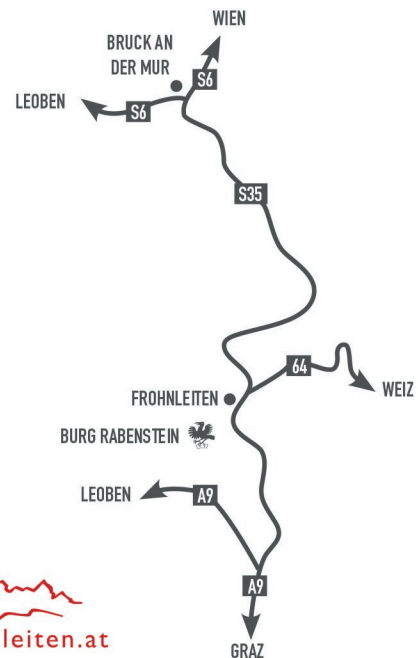 WIEN
BRUCK AN
DER MUR
S6
LEOBEN
S6
S35
64
FROHNLEITEN
WEIZ
BURG RABENSTEIN
LEOBEN
A9
A9
leiten.at
GRAZ